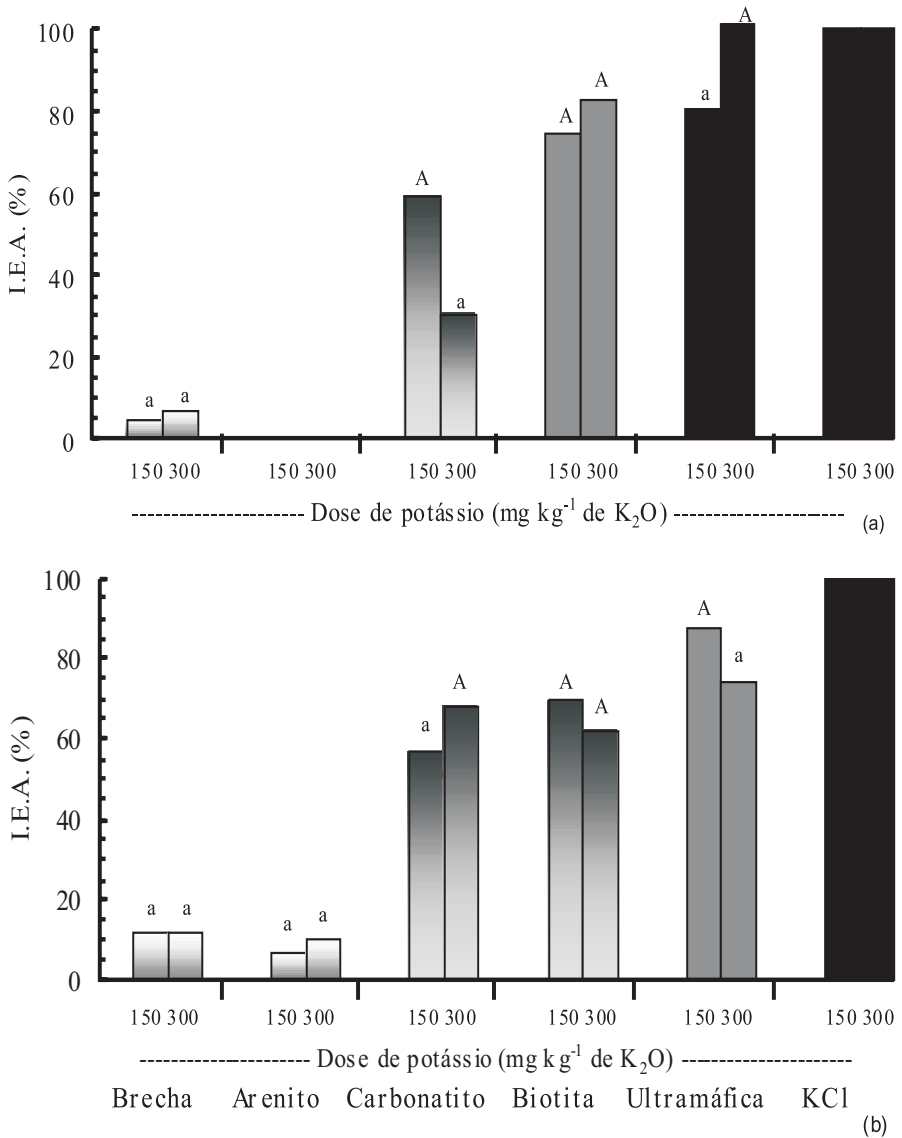 A
100
A
A
80
a
A
I.E.A. (%)
60
40
a
20
a a
0
150 300 150 300 150 300 150 300 150 300 150 300
---------------------- Dose de potássio (mg kg-1 de K2O) ----------------------
(a)
100
A
80
a
A
A
A
a
I.E.A. (%)
60
40
20
a a
a a
0
150 300 150 300 150 300 150 300 150 300 150 300
---------------------- Dose de potássio (mg kg-1 de K2O) ----------------------
Brecha Arenito Carbonatito Biotita Ultramáfica KCl
(b)